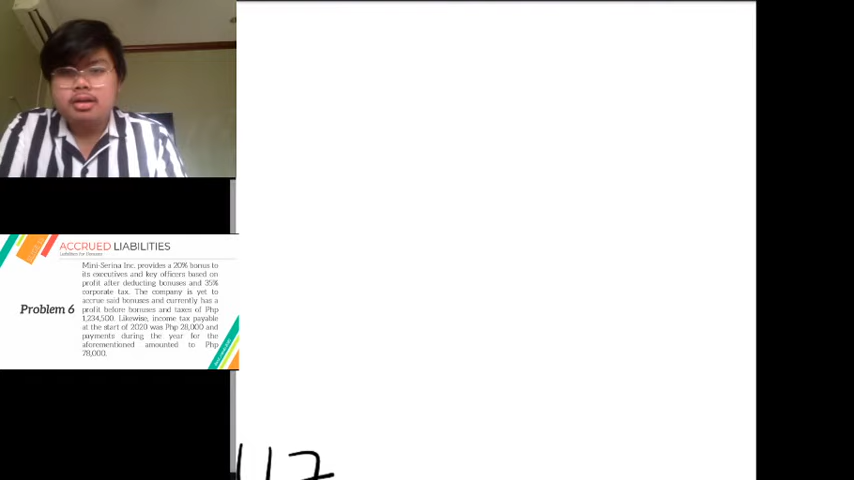 ACCRUED LIABILITIES
Liabilities for Bonuses
Problem 6
Mini-Serina Inc. provides a 20% bonus to
its executives and key officers based on
profit after deducting bonuses and 35%
corporate tax. The company is yet to
accrue said bonuses and currently has a
profit before bonuses and taxes of Php
1,234,500. Likewise, income tax payable
at the start of 2020 was Php 28,000 and
payments during the year for the
aforementioned amounted to Php
78,000.